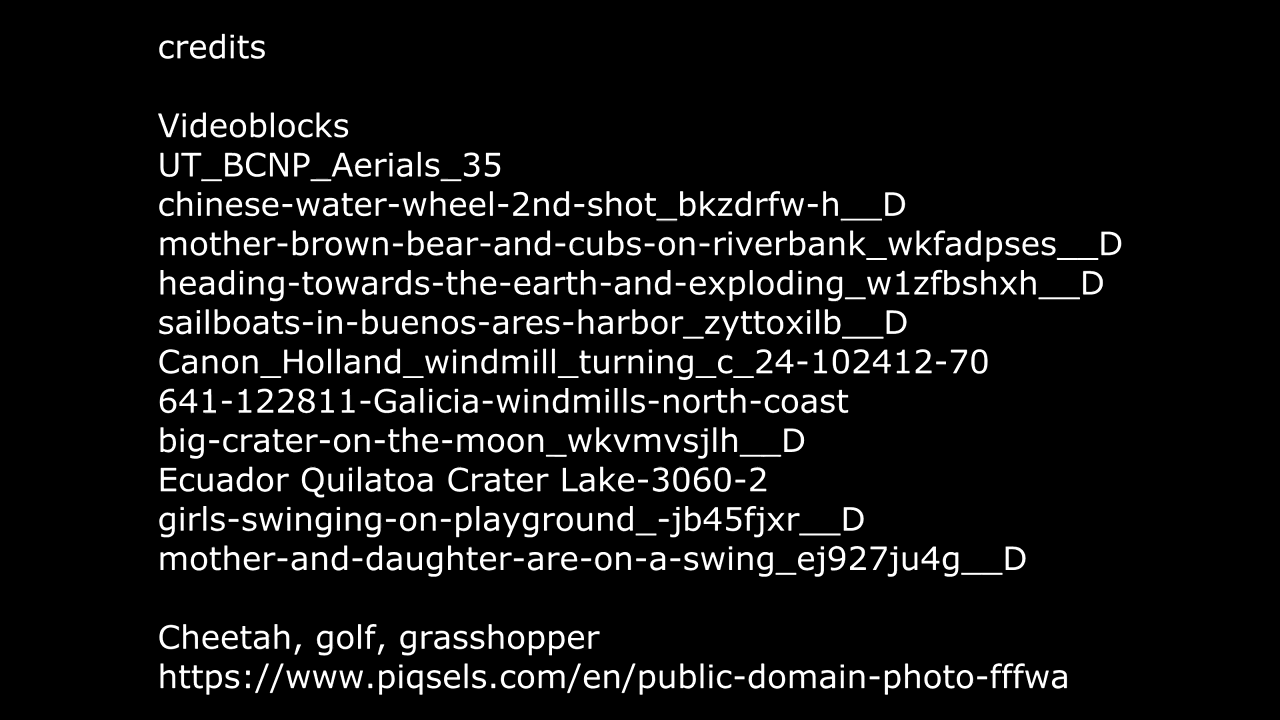 credits
Videoblocks
UT_BCNP_Aerials_35
chinese-water-wheel-2nd-shot_bkzdrfw-h__D
mother-brown-bear-and-cubs-on-riverbank_wkfadpses__D
heading-towards-the-earth-and-exploding_w1zfbshxh__D
sailboats-in-buenos-ares-harbor_zyttoxilb__D
Canon_Holland_windmill_turning_c_24-102412-70
641-122811-Galicia-windmills-north-coast
big-crater-on-the-moon_wkvmvsjlh__D
Ecuador Quilatoa Crater Lake-3060-2
girls-swinging-on-playground_-jb45fjxr__D
mother-and-daughter-are-on-a-swing_ej927ju4g__D
Cheetah, golf, grasshopper
https://www.piqsels.com/en/public-domain-photo-fffwa